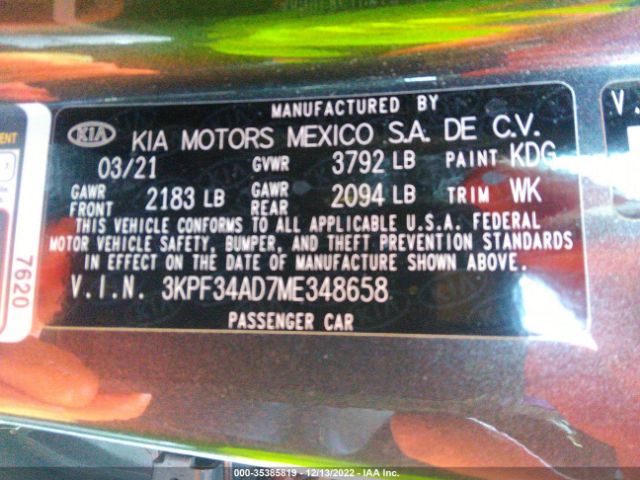 MANUFACTURED BY
KIA KIA MOTORS MEXICO S.A. DE C.V.
03/21 GVWR 3792 LB PAINT KDG
GAWR FRONT 2183 LB GAWR REAR 2094 LB TRIM WK
THIS VEHICLE CONFORMS TO ALL APPLICABLE U.S.A. FEDERAL
MOTOR VEHICLE SAFETY, BUMPER, AND THEFT PREVENTION STANDARDS
IN EFFECT ON THE DATE OF MANUFACTURE SHOWN ABOVE.
V.I.N. 3KPF34AD7ME348658
PASSENGER CAR
7620
V.
000-35385819 - 12/13/2022 - IAA Inc.